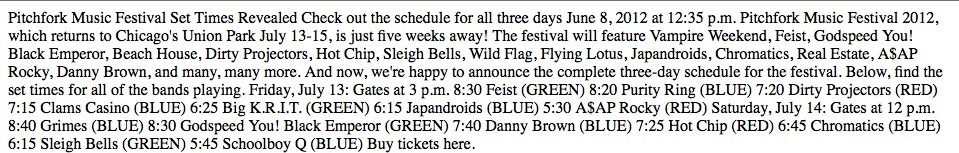 Pitchfork Music Festival Set Times Revealed Check out the schedule for all three days June 8, 2012 at 12:35 p.m. Pitchfork Music Festival 2012,
which returns to Chicago's Union Park July 13-15, is just five weeks away! The festival will feature Vampire Weekend, Feist, Godspeed You!
Black Emperor, Beach House, Dirty Projectors, Hot Chip, Sleigh Bells, Wild Flag, Flying Lotus, Japandroids, Chromatics, Real Estate, A$AP
Rocky, Danny Brown, and many, many more. And now, we're happy to announce the complete three-day schedule for the festival. Below, find the
set times for all of the bands playing. Friday, July 13: Gates at 3 p.m. 8:30 Feist (GREEN) 8:20 Purity Ring (BLUE) 7:20 Dirty Projectors (RED)
7:15 Clams Casino (BLUE) 6:25 Big K.R.I.T. (GREEN) 6:15 Japandroids (BLUE) 5:30 A$AP Rocky (RED) Saturday, July 14: Gates at 12 p.m.
8:40 Grimes (BLUE) 8:30 Godspeed You! Black Emperor (GREEN) 7:40 Danny Brown (BLUE) 7:25 Hot Chip (RED) 6:45 Chromatics (BLUE)
6:15 Sleigh Bells (GREEN) 5:45 Schoolboy Q (BLUE) Buy tickets here.